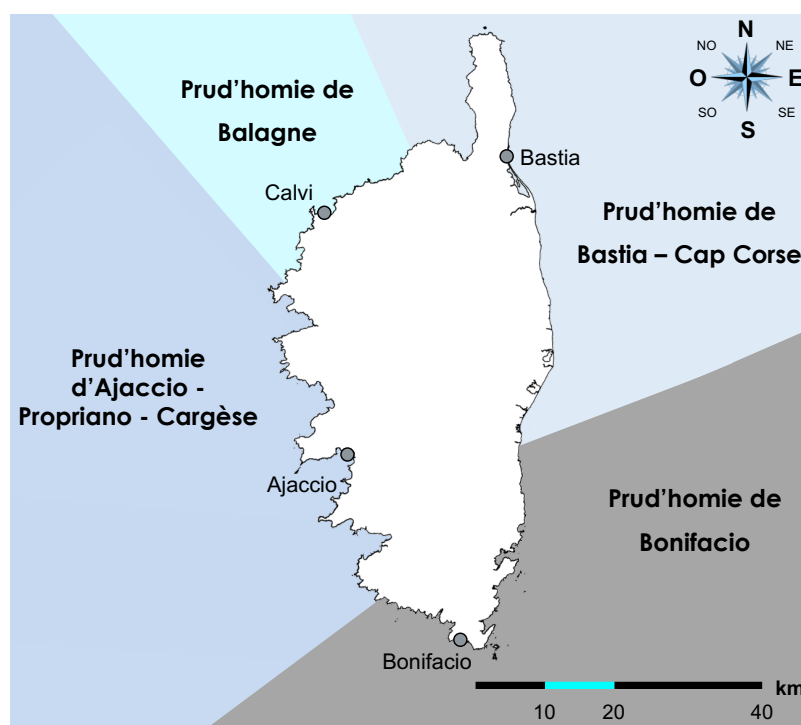 N
NO
NE
O
E
SO
SE
S
Prud’homie de
Balagne
Bastia
Calvi
Prud’homie de
Bastia – Cap Corse
Prud’homie
d’Ajaccio -
Propriano - Cargèse
Ajaccio
Prud’homie de
Bonifacio
Bonifacio
km
10
20
40